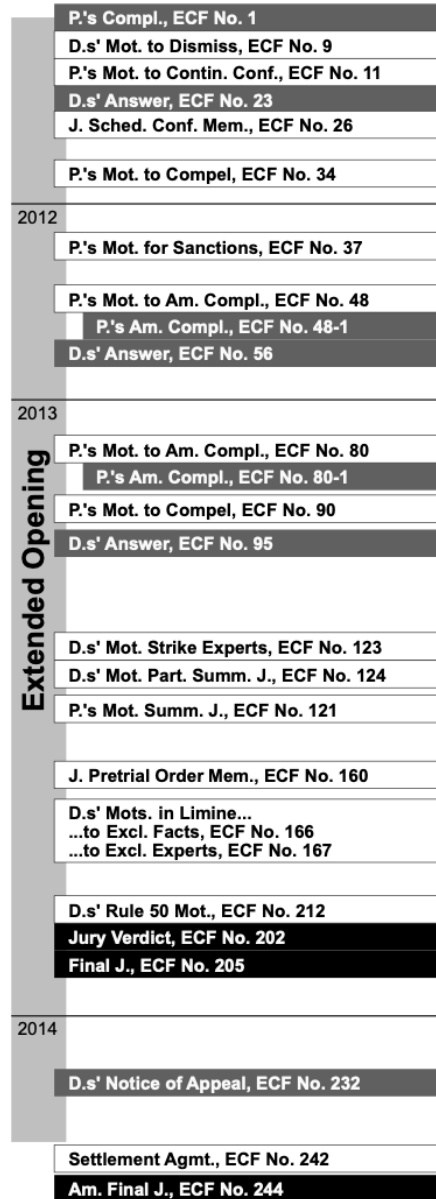 P.'s Compl., ECF No. 1
D.s' Mot. to Dismiss, ECF No. 9
P.'s Mot. to Contin. Conf., ECF No. 11
D.s' Answer, ECF No. 23
J. Sched. Conf. Mem., ECF No. 26
P.'s Mot. to Compel, ECF No. 34
2012
P.'s Mot. for Sanctions, ECF No. 37
P.'s Mot. to Am. Compl., ECF No. 48
P.'s Am. Compl., ECF No. 48-1
D.s' Answer, ECF No. 56
2013
Extended Opening
P.'s Mot. to Am. Compl., ECF No. 80
P.'s Am. Compl., ECF No. 80-1
P.'s Mot. to Compel, ECF No. 90
D.s' Answer, ECF No. 95
D.s' Mot. Strike Experts, ECF No. 123
D.s' Mot. Part. Summ. J., ECF No. 124
P.'s Mot. Summ. J., ECF No. 121
J. Pretrial Order Mem., ECF No. 160
D.s' Mots. in Limine...
...to Excl. Facts, ECF No. 166
...to Excl. Experts, ECF No. 167
D.s' Rule 50 Mot., ECF No. 212
Jury Verdict, ECF No. 202
Final J., ECF No. 205
2014
D.s' Notice of Appeal, ECF No. 232
Settlement Agmt., ECF No. 242
Am. Final J., ECF No. 244